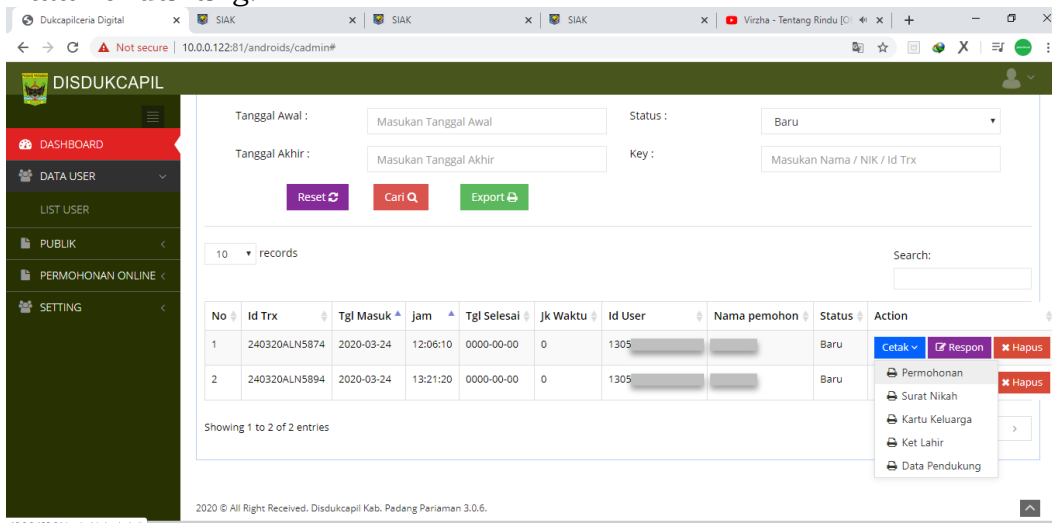 Dukcapilceria Digital × SIAK × SIAK × SIAK × Virzha - Tentang Rindu [O × +
Not secure | 10.0.0.122:81/androids/cadmin#
DISDUKCAPIL
DASHBOARD
DATA USER
LIST USER
PUBLIK
PERMOHONAN ONLINE
SETTING
Tanggal Awal : Masukan Tanggal Awal Status : Baru
Tanggal Akhir : Masukan Tanggal Akhir Key : Masukan Nama / NIK / Id Trx
Reset Cari Export
10 records Search:
No Id Trx Tgl Masuk jam Tgl Selesai Jk Waktu Id User Nama pemohon Status Action
1 240320ALN5874 2020-03-24 12:06:10 0000-00-00 0 1305 Baru Cetak Respon Hapus
2 240320ALN5894 2020-03-24 13:21:20 0000-00-00 0 1305 Baru Hapus
Permohonan
Surat Nikah
Kartu Keluarga
Ket Lahir
Data Pendukung
Showing 1 to 2 of 2 entries
2020 © All Right Received. Disdukcapil Kab. Padang Pariaman 3.0.6.